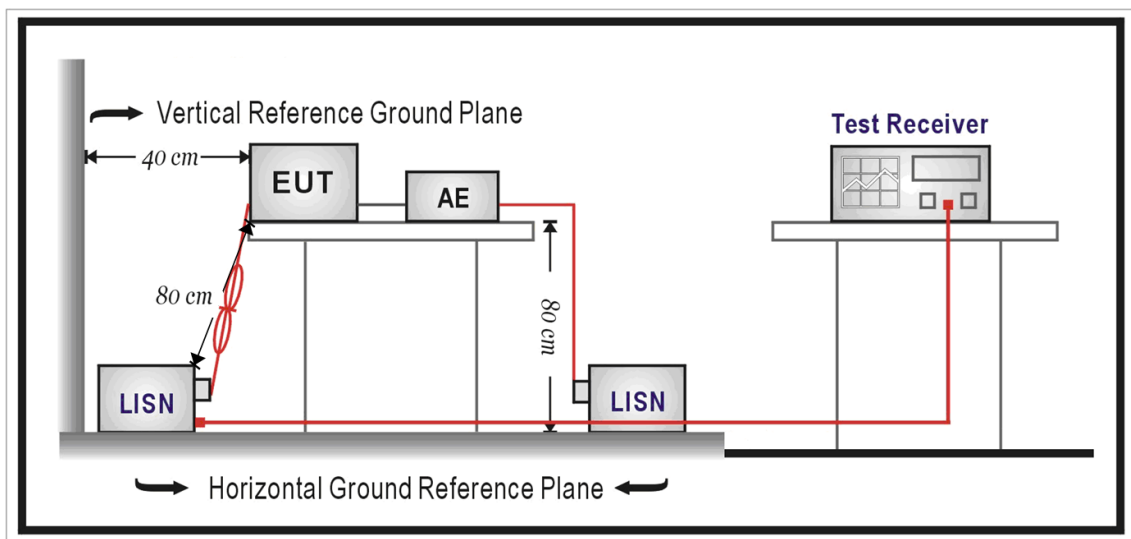 Vertical Reference Ground Plane
Test Receiver
40 cm
EUT
AE
80 cm
80 cm
LISN
LISN
Horizontal Ground Reference Plane